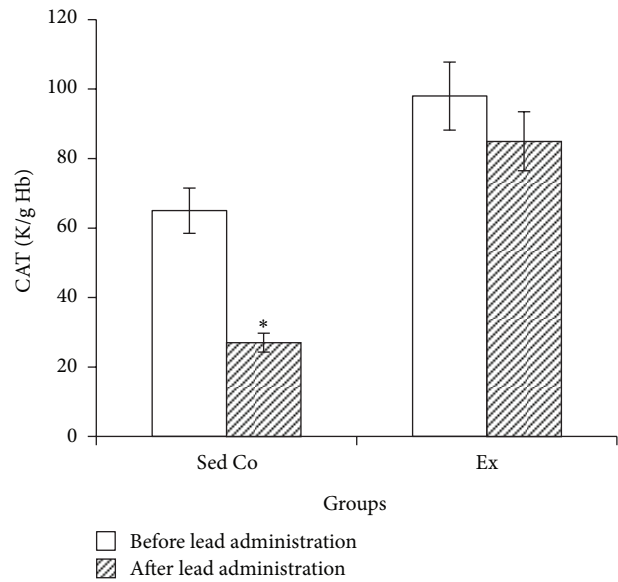 120
100
80
60
40
20
0
CAT (K/g Hb)
*
Sed Co Ex
Groups
Before lead administration
After lead administration